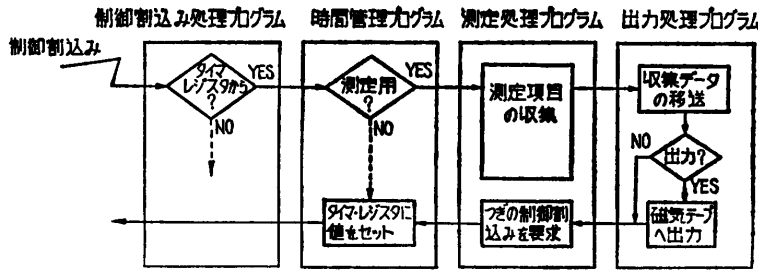 制御割込み処理プログラム
時間管理プログラム
測定処理プログラム
出力処理プログラム
制御割込み
タイマ
レジスタから
?
YES
NO
測定用
?
YES
NO
測定項目
の収集
収集データ
の移送
NO
出力?
YES
タイマ・レジスタに
値をセット
つぎの制御割
込みを要求
磁気テープ
へ出力